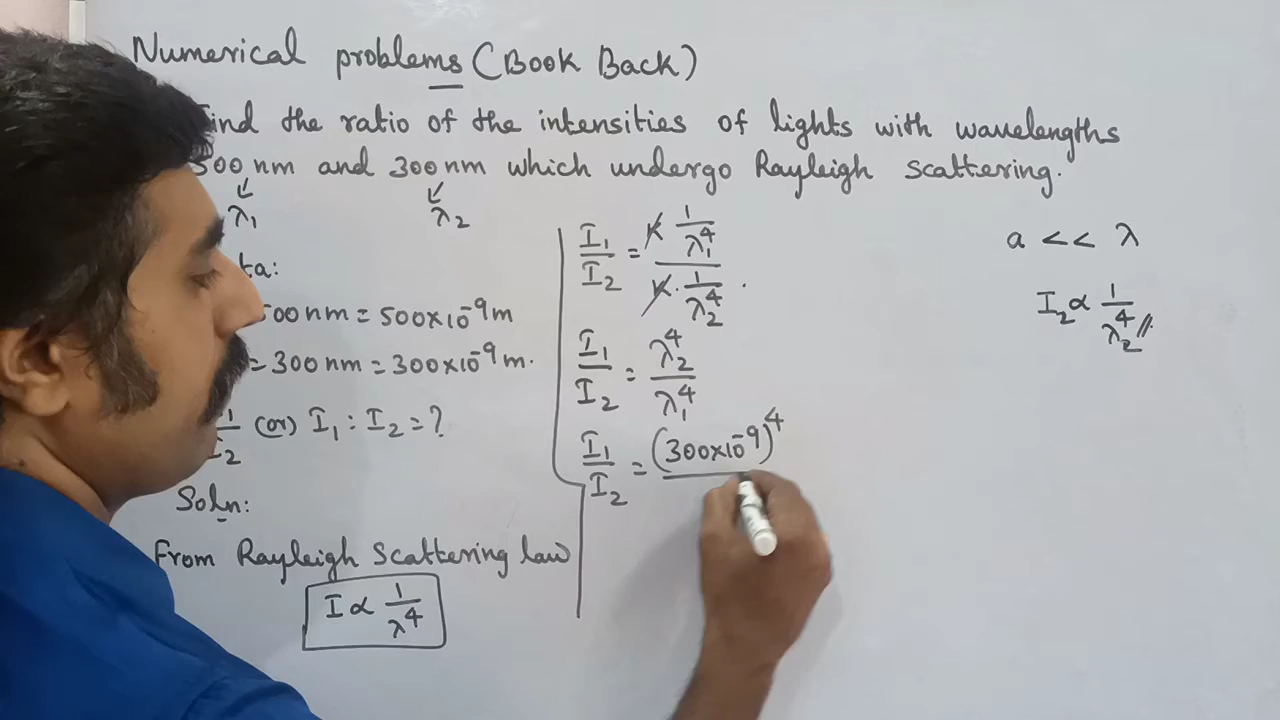 Numerical problems (Book Back)
Find the ratio of the intensities of lights with wavelengths
500 nm and 300 nm which undergo Rayleigh scattering.
λ₁ λ₂
500 nm = 500×10⁻⁹ m
= 300 nm = 300×10⁻⁹ m.
(or) I₁ : I₂ = ?
Soln:
From Rayleigh Scattering law
I ∝ 1/λ⁴
I₁/I₂ = K 1/λ₁⁴ / K · 1/λ₂⁴ .
I₁/I₂ = λ₂⁴/λ₁⁴
I₁/I₂ = (300×10⁻⁹)⁴
a << λ
I₂ ∝ 1/λ₂⁴ //